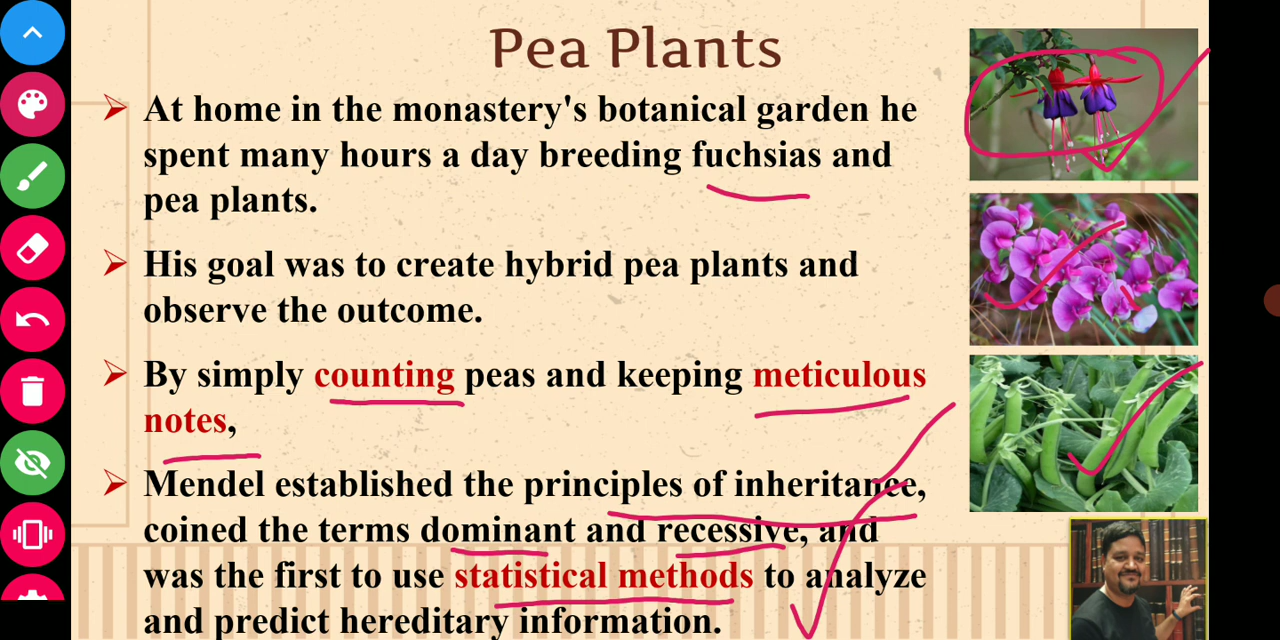 Pea Plants
At home in the monastery's botanical garden he
spent many hours a day breeding fuchsias and
pea plants.
His goal was to create hybrid pea plants and
observe the outcome.
By simply counting peas and keeping meticulous
notes,
Mendel established the principles of inheritance,
coined the terms dominant and recessive, and
was the first to use statistical methods to analyze
and predict hereditary information.